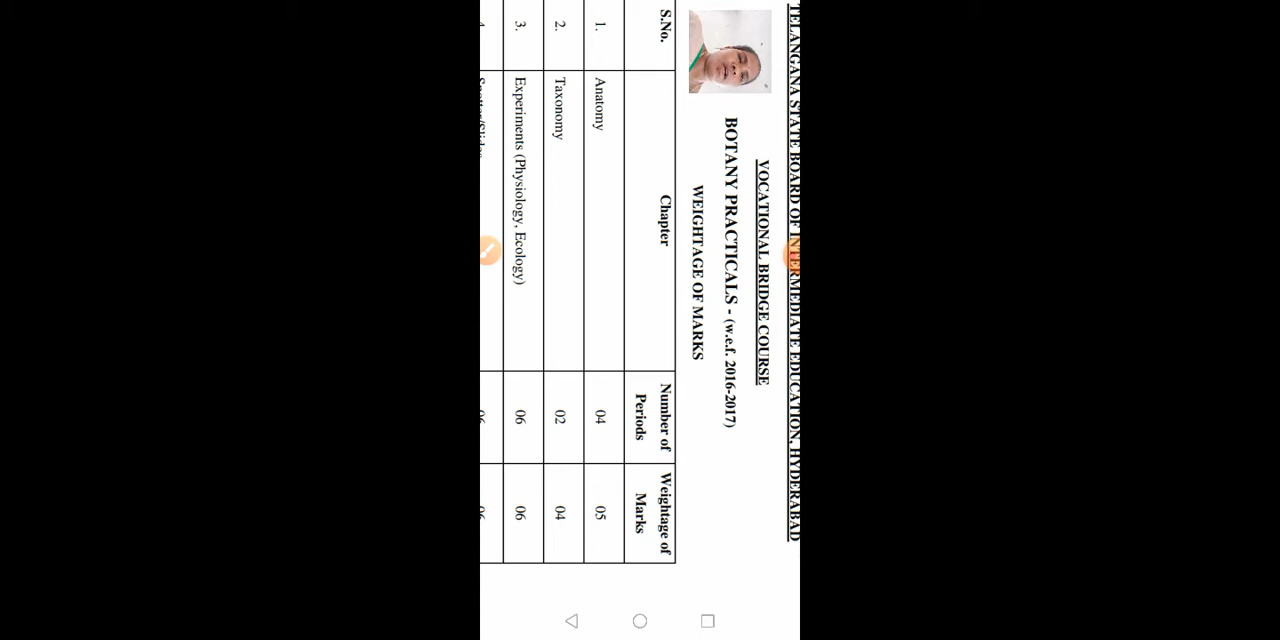 TELANGANA STATE BOARD OF INTERMEDIATE EDUCATION, HYDERABAD
VOCATIONAL BRIDGE COURSE
BOTANY PRACTICALS - (w.e.f. 2016-2017)
WEIGHTAGE OF MARKS
S.No. Chapter Number of Periods Weightage of Marks
1. Anatomy 04 05
2. Taxonomy 02 04
3. Experiments (Physiology, Ecology) 06 06